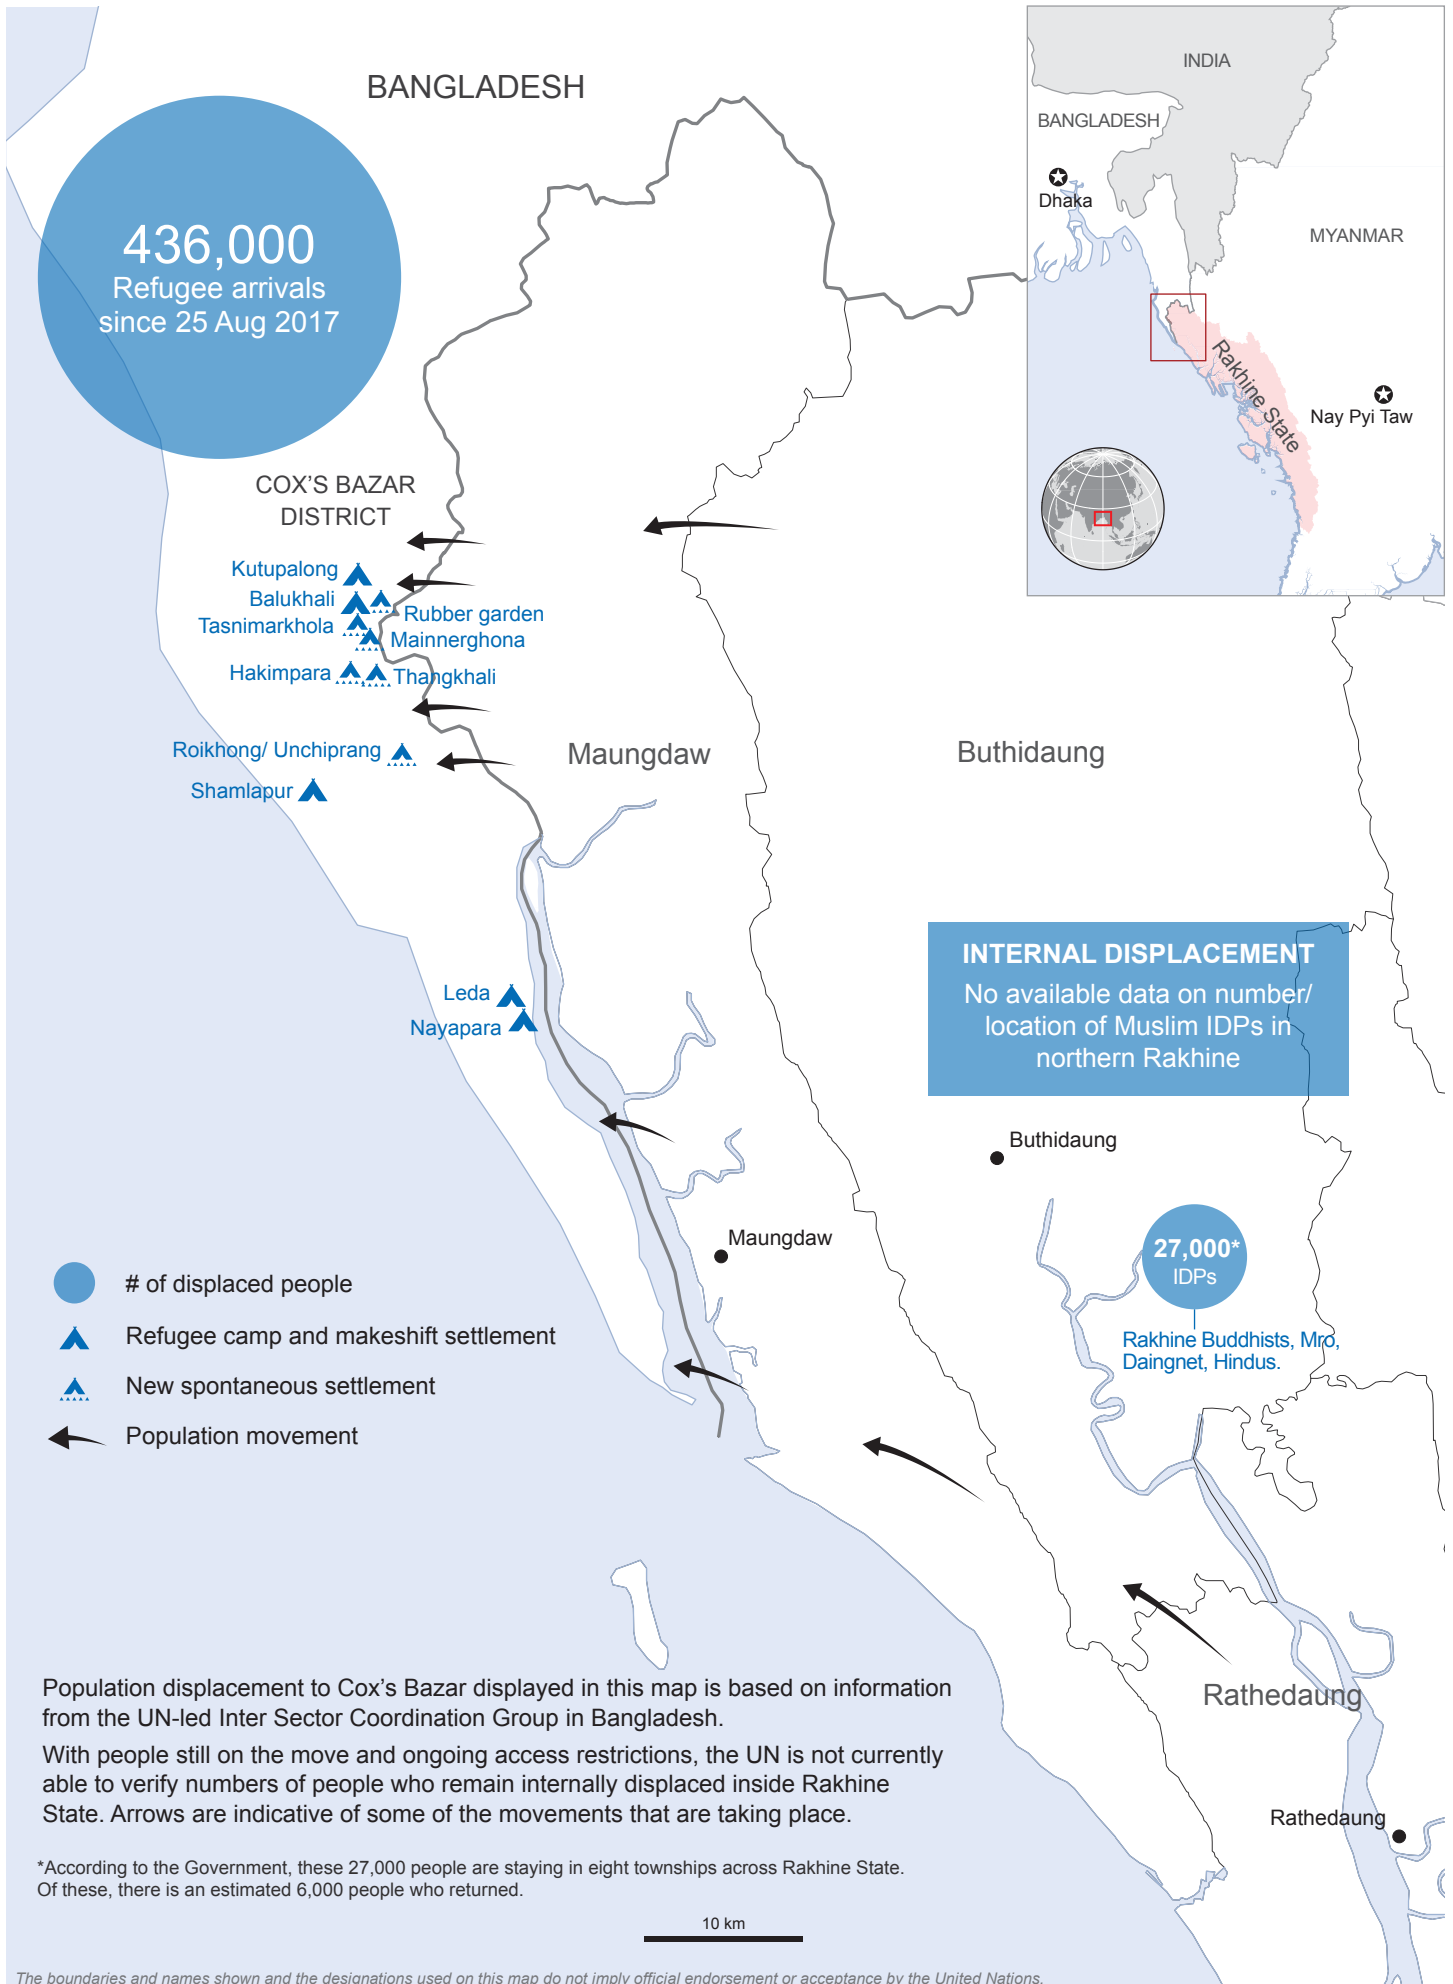 BANGLADESH
436,000
Refugee arrivals
since 25 Aug 2017
INDIA
BANGLADESH
Dhaka
MYANMAR
Rakhine State
Nay Pyi Taw
COX'S BAZAR
DISTRICT
Kutupalong
Balukhali
Rubber garden
Tasnimarkhola
Mainnerghona
Hakimpara
Thangkhali
Roikhong/ Unchiprang
Shamlapur
Maungdaw
Buthidaung
INTERNAL DISPLACEMENT
No available data on number/
location of Muslim IDPs in
northern Rakhine
Leda
Nayapara
Buthidaung
Maungdaw
27,000*
IDPs
Rakhine Buddhists, Mro,
Daingnet, Hindus.
# of displaced people
Refugee camp and makeshift settlement
New spontaneous settlement
Population movement
Rathedaung
Rathedaung
Population displacement to Cox's Bazar displayed in this map is based on information
from the UN-led Inter Sector Coordination Group in Bangladesh.
With people still on the move and ongoing access restrictions, the UN is not currently
able to verify numbers of people who remain internally displaced inside Rakhine
State. Arrows are indicative of some of the movements that are taking place.
*According to the Government, these 27,000 people are staying in eight townships across Rakhine State.
Of these, there is an estimated 6,000 people who returned.
10 km
The boundaries and names shown and the designations used on this map do not imply official endorsement or acceptance by the United Nations.